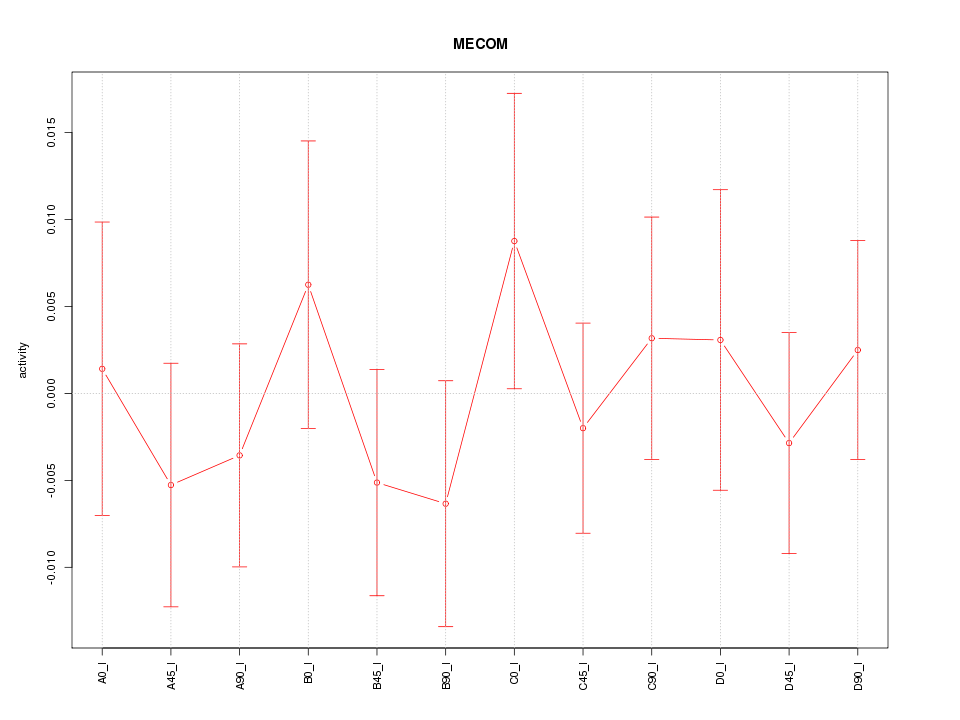 MECOM
activity
0.015
0.010
0.005
0.000
-0.005
-0.010
A0_I
A45_I
A90_I
B0_I
B45_I
B90_I
C0_I
C45_I
C90_I
D0_I
D45_I
D90_I